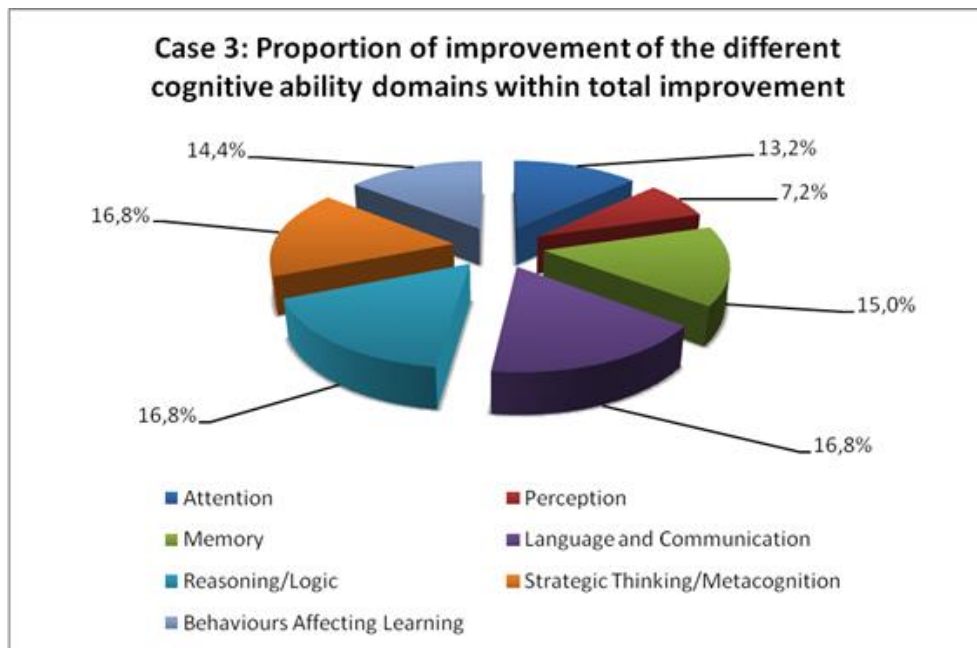 Case 3: Proportion of improvement of the different
cognitive ability domains within total improvement
14,4%
13,2%
7,2%
16,8%
15,0%
16,8%
16,8%
Attention
Perception
Memory
Language and Communication
Reasoning/Logic
Strategic Thinking/Metacognition
Behaviours Affecting Learning